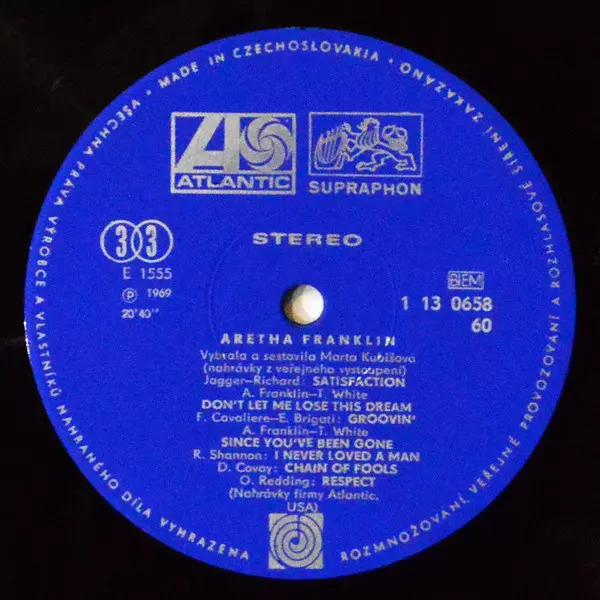 VŠECHNA PRÁVA VÝROBCE A VLASTNÍKŮ NAHRANÉHO DÍLA VYHRAZENA
• MADE IN CZECHOSLOVAKIA •
ROZMNOŽOVÁNÍ VEŘEJNÉ PROVOZOVÁNÍ A ROZHLASOVÉ ŠÍŘENÍ ZAKÁZÁNO
ATLANTIC
SUPRAPHON
STEREO
33
E 1555
Ⓟ 1969
20'40"
BIEM
1 13 0658
60
ARETHA FRANKLIN
Vybrala a sestavila Marta Kubišová
(nahrávky z veřejného vystoupení)
Jagger-Richard: SATISFACTION
A. Franklin-T. White
DON'T LET ME LOSE THIS DREAM
F. Cavaliere-E. Brigati: GROOVIN'
A. Franklin-T. White
SINCE YOU'VE BEEN GONE
R. Shannon: I NEVER LOVED A MAN
D. Covay: CHAIN OF FOOLS
O. Redding: RESPECT
(Nahrávky firmy Atlantic,
USA)